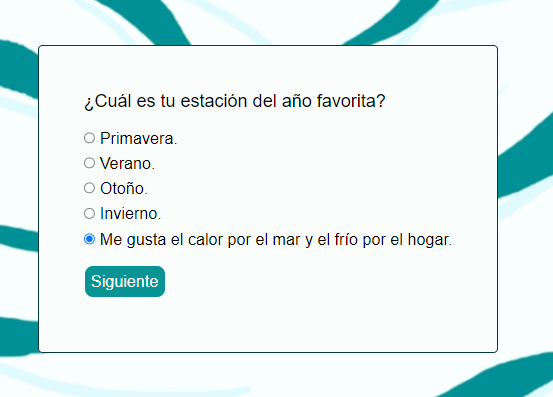 ¿Cuál es tu estación del año favorita?
Primavera.
Verano.
Otoño.
Invierno.
Me gusta el calor por el mar y el frío por el hogar.
Siguiente